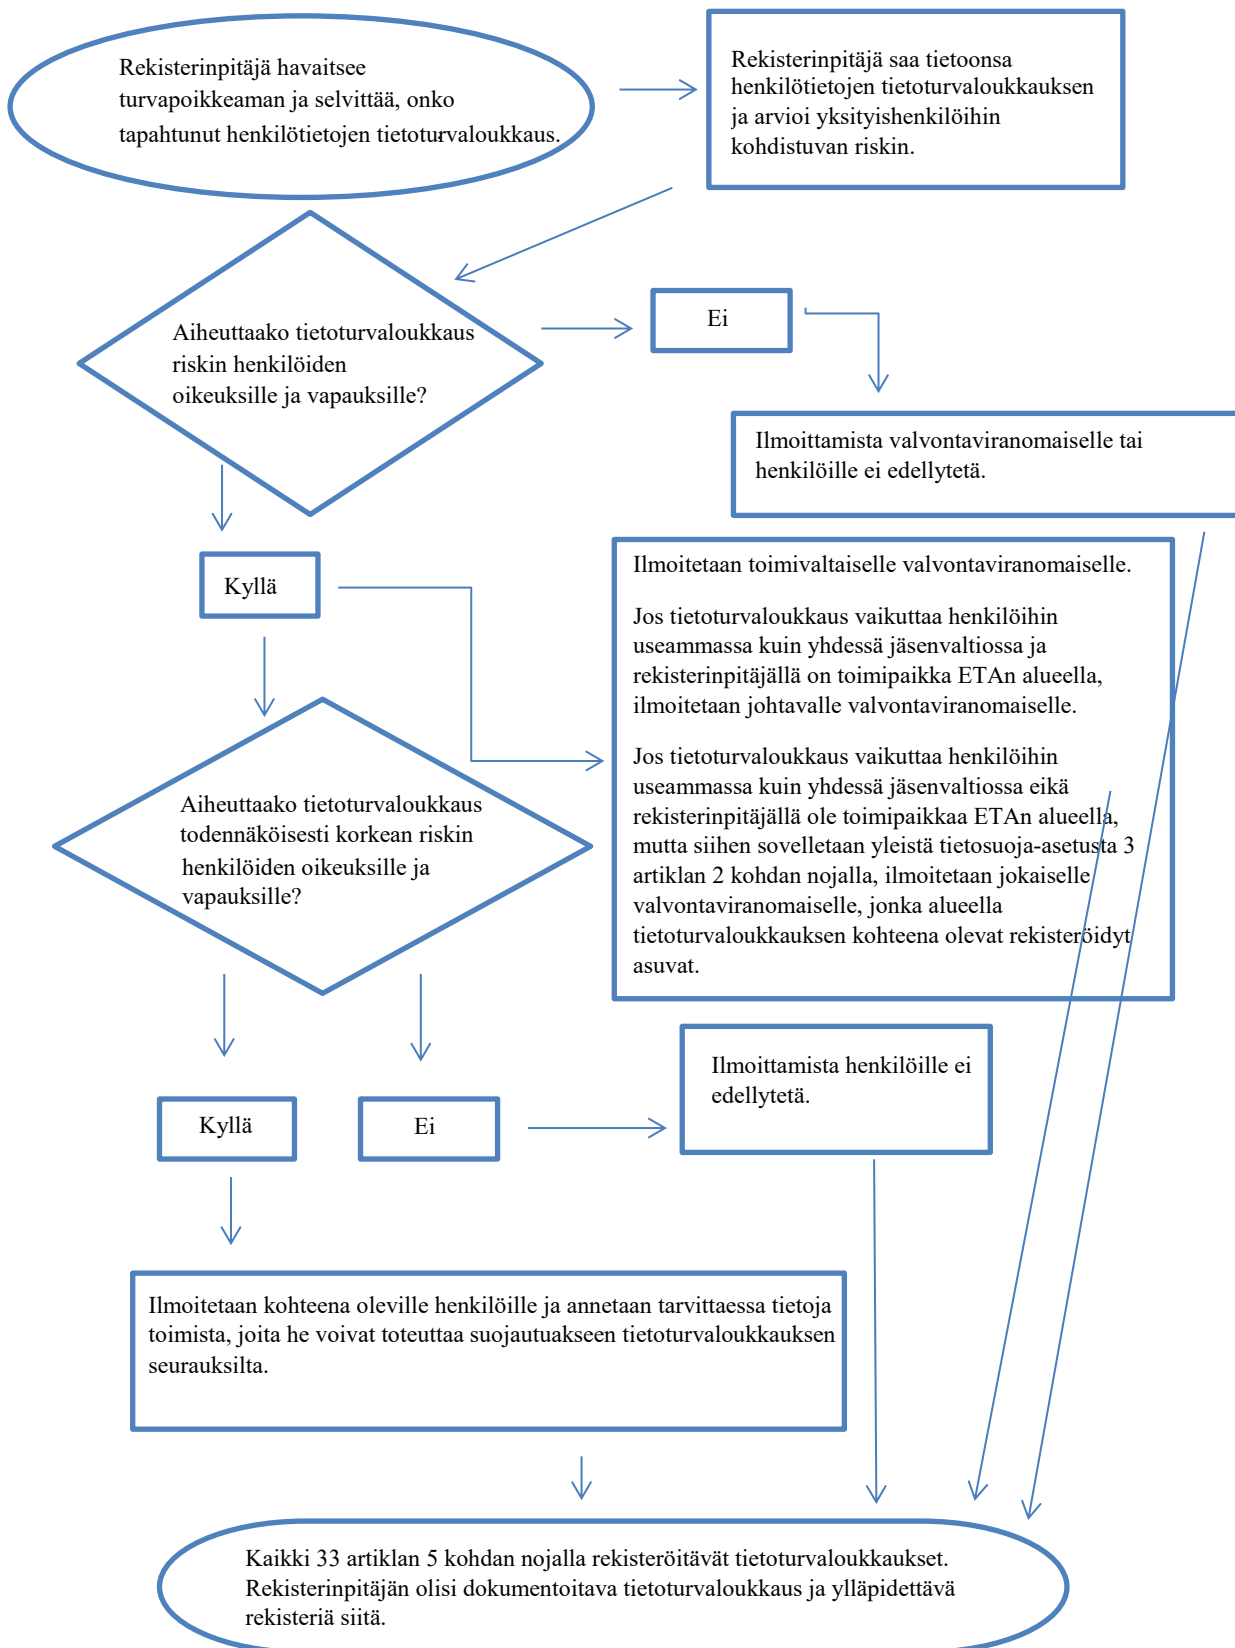 Rekisterinpitäjä havaitsee
turvapoikkeaman ja selvittää, onko
tapahtunut henkilötietojen tietoturvaloukkaus.
Rekisterinpitäjä saa tietoonsa
henkilötietojen tietoturvaloukkauksen
ja arvioi yksityishenkilöihin
kohdistuvan riskin.
Aiheuttaako tietoturvaloukkaus
riskin henkilöiden
oikeuksille ja vapauksille?
Ei
Ilmoittamista valvontaviranomaiselle tai
henkilöille ei edellytetä.
Kyllä
Ilmoitetaan toimivaltaiselle valvontaviranomaiselle.
Jos tietoturvaloukkaus vaikuttaa henkilöihin
useammassa kuin yhdessä jäsenvaltiossa ja
rekisterinpitäjällä on toimipaikka ETAn alueella,
ilmoitetaan johtavalle valvontaviranomaiselle.
Jos tietoturvaloukkaus vaikuttaa henkilöihin
useammassa kuin yhdessä jäsenvaltiossa eikä
rekisterinpitäjällä ole toimipaikkaa ETAn alueella,
mutta siihen sovelletaan yleistä tietosuoja-asetusta 3
artiklan 2 kohdan nojalla, ilmoitetaan jokaiselle
valvontaviranomaiselle, jonka alueella
tietoturvaloukkauksen kohteena olevat rekisteröidyt
asuvat.
Aiheuttaako tietoturvaloukkaus
todennäköisesti korkean riskin
henkilöiden oikeuksille ja
vapauksille?
Kyllä
Ei
Ilmoittamista henkilöille ei
edellytetä.
Ilmoitetaan kohteena oleville henkilöille ja annetaan tarvittaessa tietoja
toimista, joita he voivat toteuttaa suojautuakseen tietoturvaloukkauksen
seurauksilta.
Kaikki 33 artiklan 5 kohdan nojalla rekisteröitävät tietoturvaloukkaukset.
Rekisterinpitäjän olisi dokumentoitava tietoturvaloukkaus ja ylläpidettävä
rekisteriä siitä.